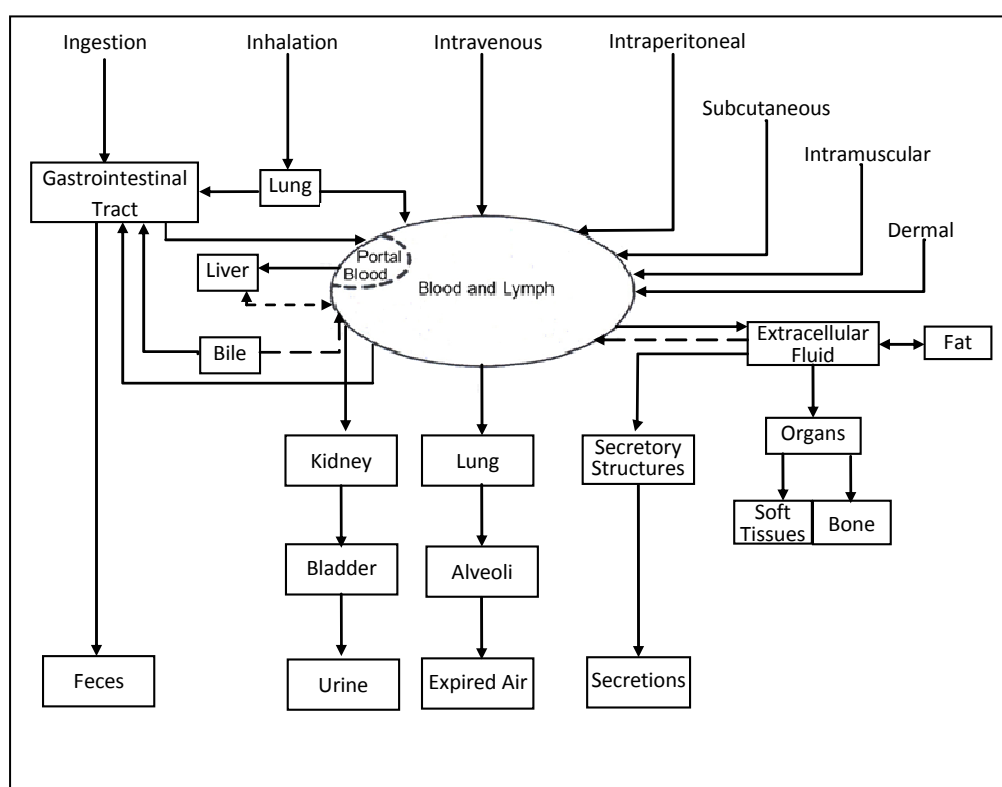 Ingestion
Inhalation
Intravenous
Intraperitoneal
Subcutaneous
Intramuscular
Dermal
Gastrointestinal
Tract
Lung
Liver
Portal
Blood
Blood and Lymph
Bile
Extracellular
Fluid
Fat
Kidney
Lung
Secretory
Structures
Organs
Soft
Tissues
Bone
Bladder
Alveoli
Feces
Urine
Expired Air
Secretions